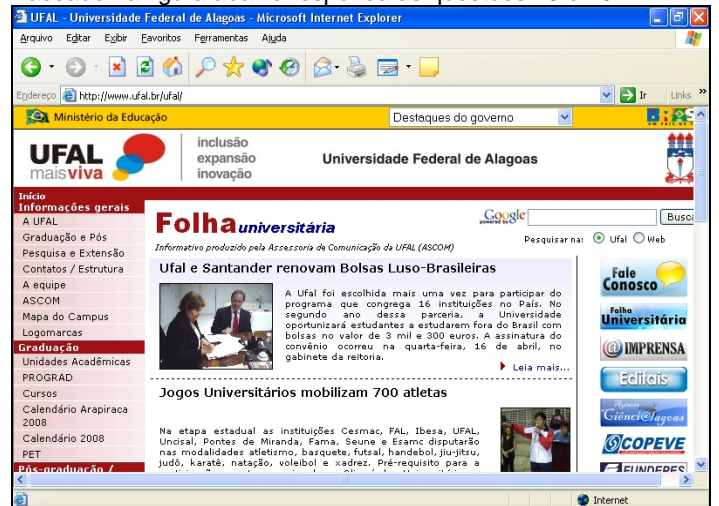 UFAL - Universidade Federal de Alagoas - Microsoft Internet Explorer
Arquivo Editar Exibir Favoritos Ferramentas Ajuda
Endereço http://www.ufal.br/ufal/ Ir Links »
Ministério da Educação Destaques do governo
UFAL
maisviva
inclusão
expansão
inovação
Universidade Federal de Alagoas
Início
Informações gerais
A UFAL
Graduação e Pós
Pesquisa e Extensão
Contatos / Estrutura
A equipe
ASCOM
Mapa do Campus
Logomarcas
Graduação
Unidades Acadêmicas
PROGRAD
Cursos
Calendário Arapiraca
2008
Calendário 2008
PET
Pós-graduação /
Folha universitária
Informativo produzido pela Assessoria de Comunicação da UFAL (ASCOM)
powered by Google Busca
Pesquisar na: Ufal Web
Ufal e Santander renovam Bolsas Luso-Brasileiras
A Ufal foi escolhida mais uma vez para participar do
programa que congrega 16 instituições no País. No
segundo ano dessa parceria, a Universidade
oportunizará estudantes a estudarem fora do Brasil com
bolsas no valor de 3 mil e 300 euros. A assinatura do
convênio ocorreu na quarta-feira, 16 de abril, no
gabinete da reitoria.
Leia mais...
Jogos Universitários mobilizam 700 atletas
Na etapa estadual as instituições Cesmac, FAL, Ibesa, UFAL,
Uncisal, Pontes de Miranda, Fama, Seune e Esamc disputarão
nas modalidades atletismo, basquete, futsal, handebol, jiu-jitsu,
judô, karatê, natação, voleibol e xadrez. Pré-requisito para a
Fale
Conosco
Folha
Universitária
@ IMPRENSA
Editais
Agência
Ciênci@lagoas
COPEVE
FUNDEPES
Internet